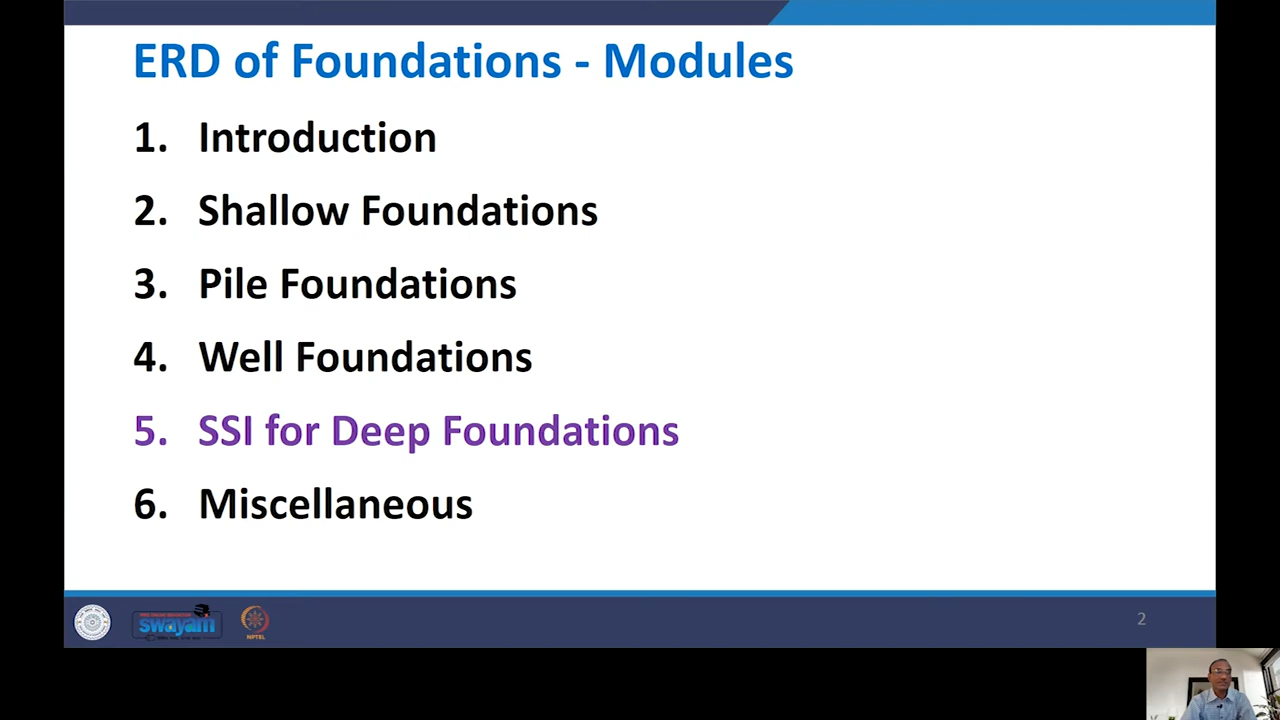 ERD of Foundations - Modules
1. Introduction
2. Shallow Foundations
3. Pile Foundations
4. Well Foundations
5. SSI for Deep Foundations
6. Miscellaneous
swayam
NPTEL
2